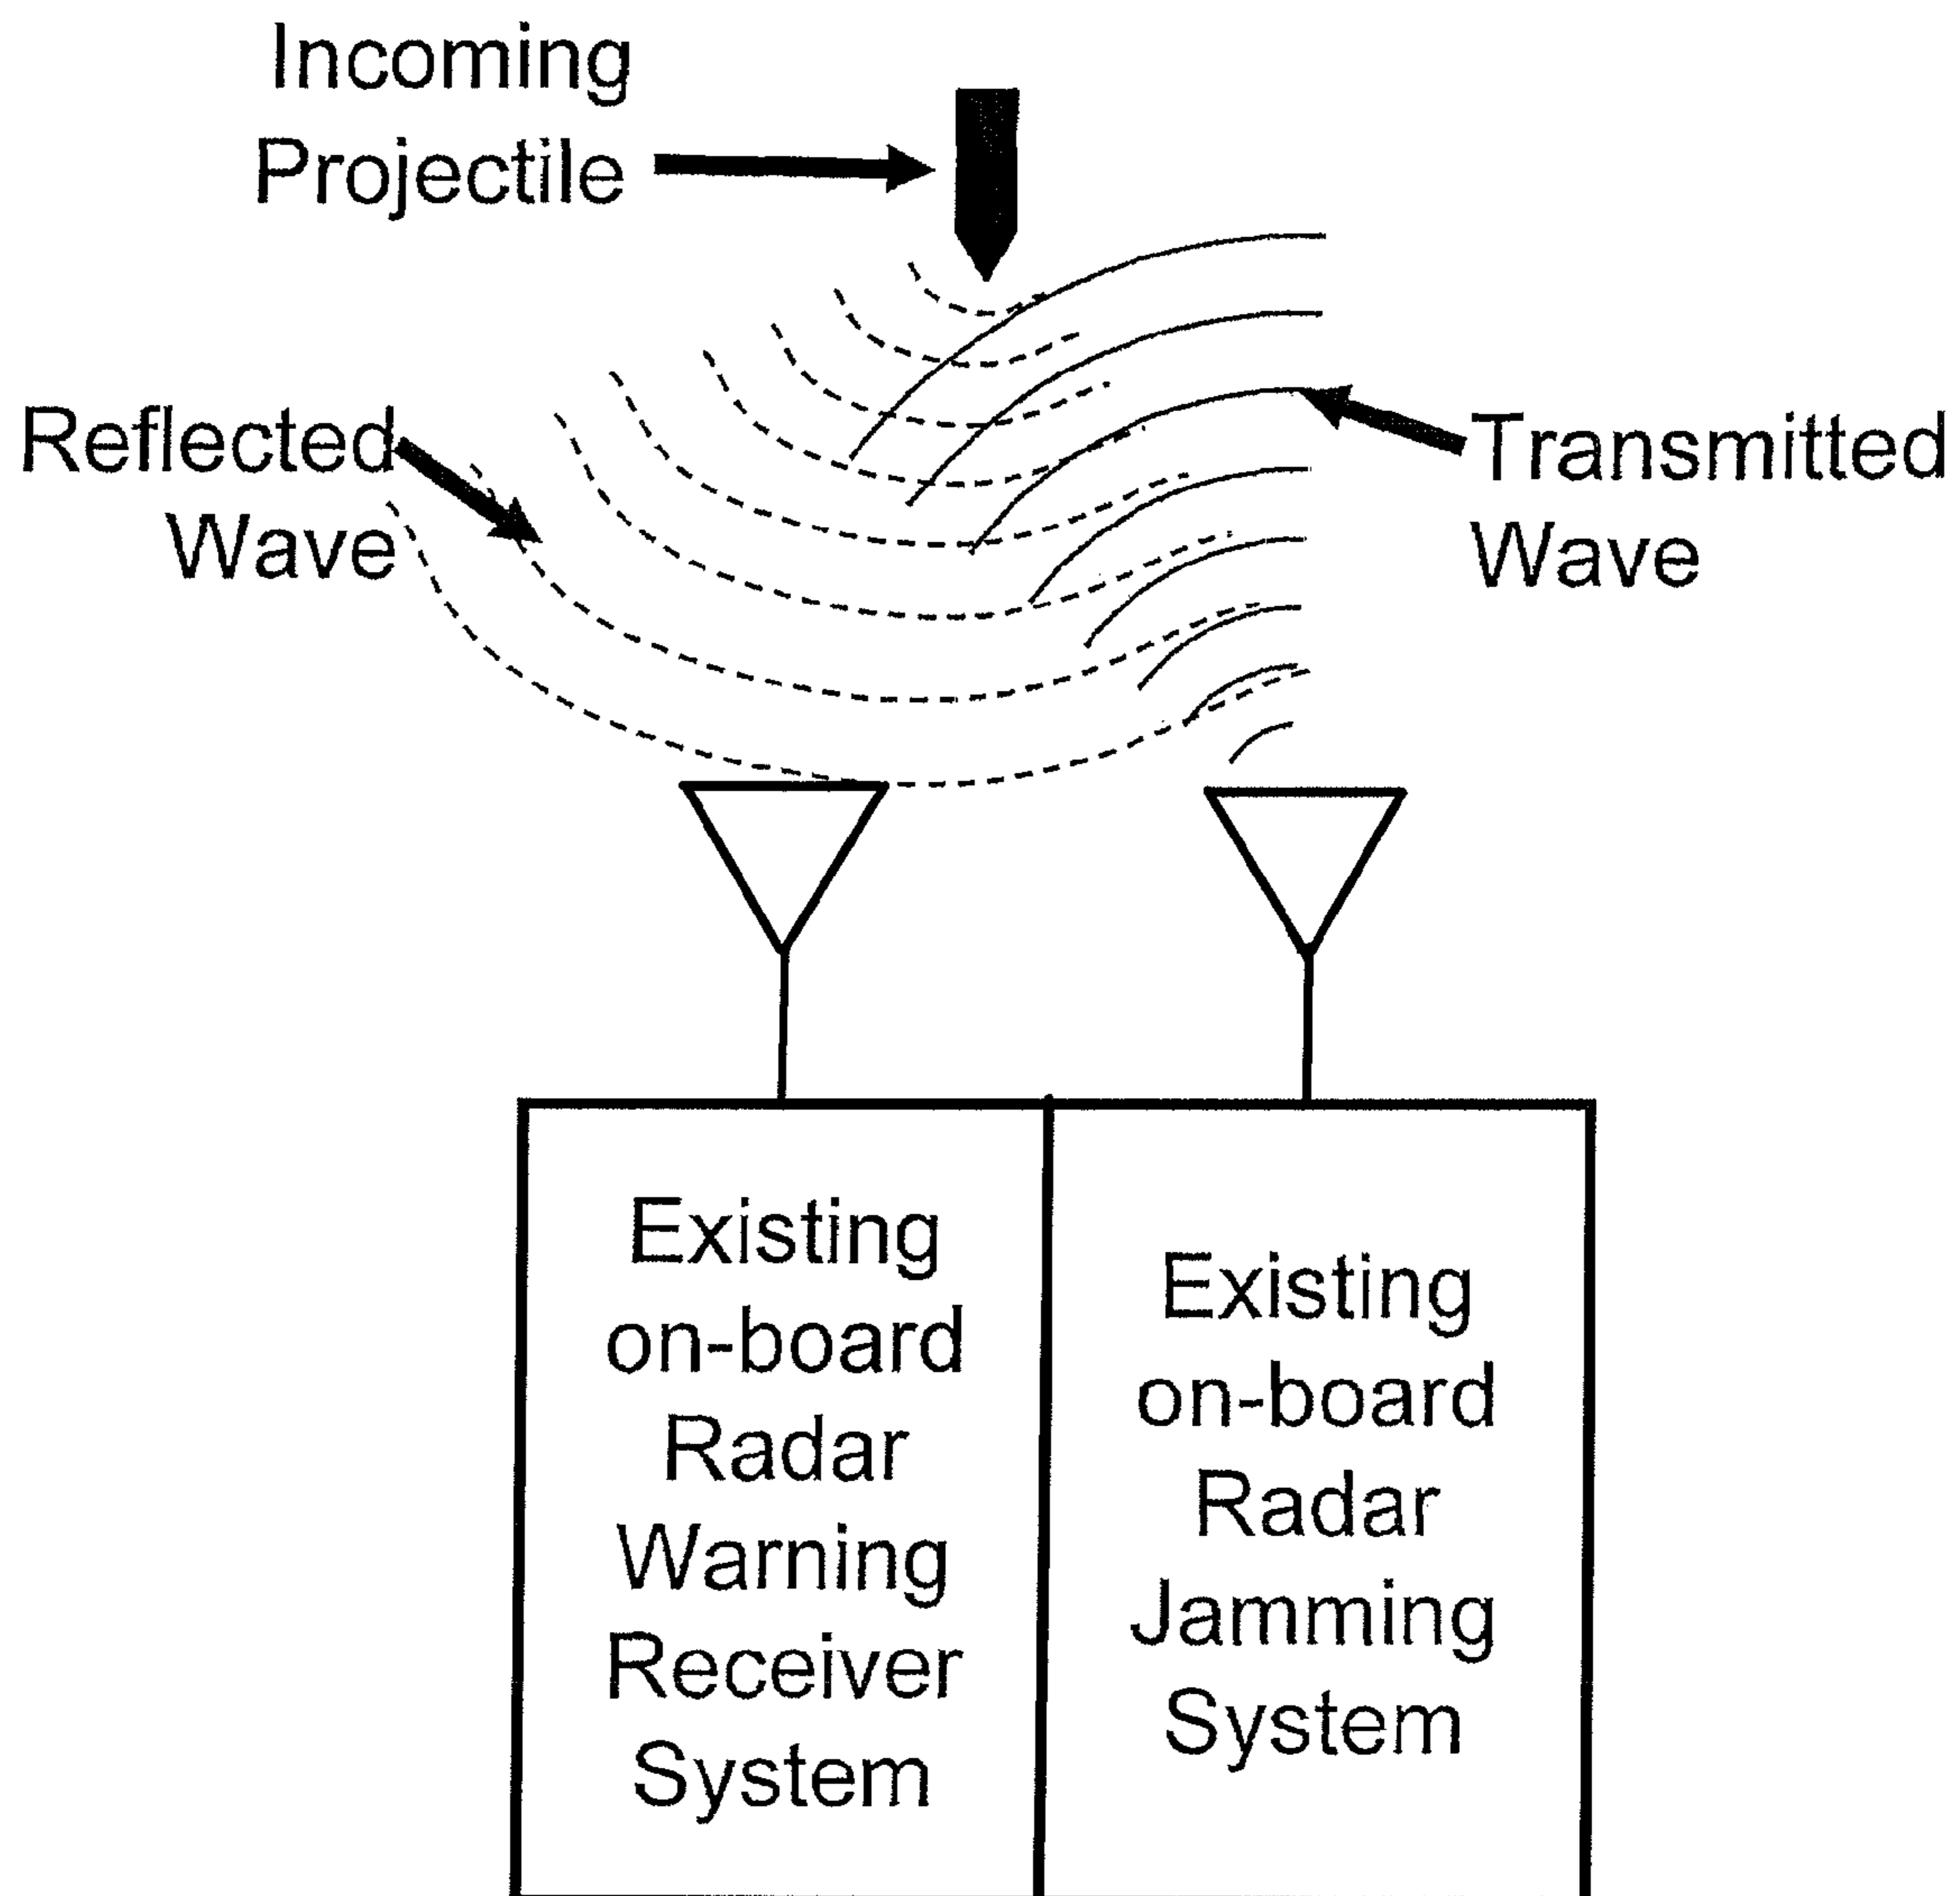 Incoming
Projectile
Reflected
Wave
Transmitted
Wave
Existing
on-board
Radar
Warning
Receiver
System
Existing
on-board
Radar
Jamming
System